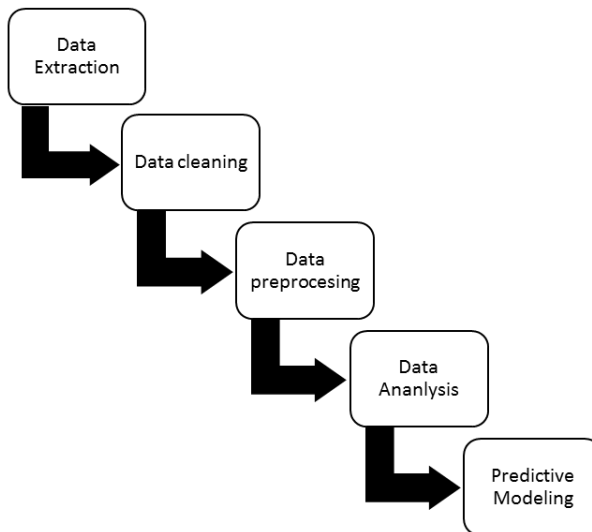 Data
Extraction
Data cleaning
Data
preprocesing
Data
Ananlysis
Predictive
Modeling